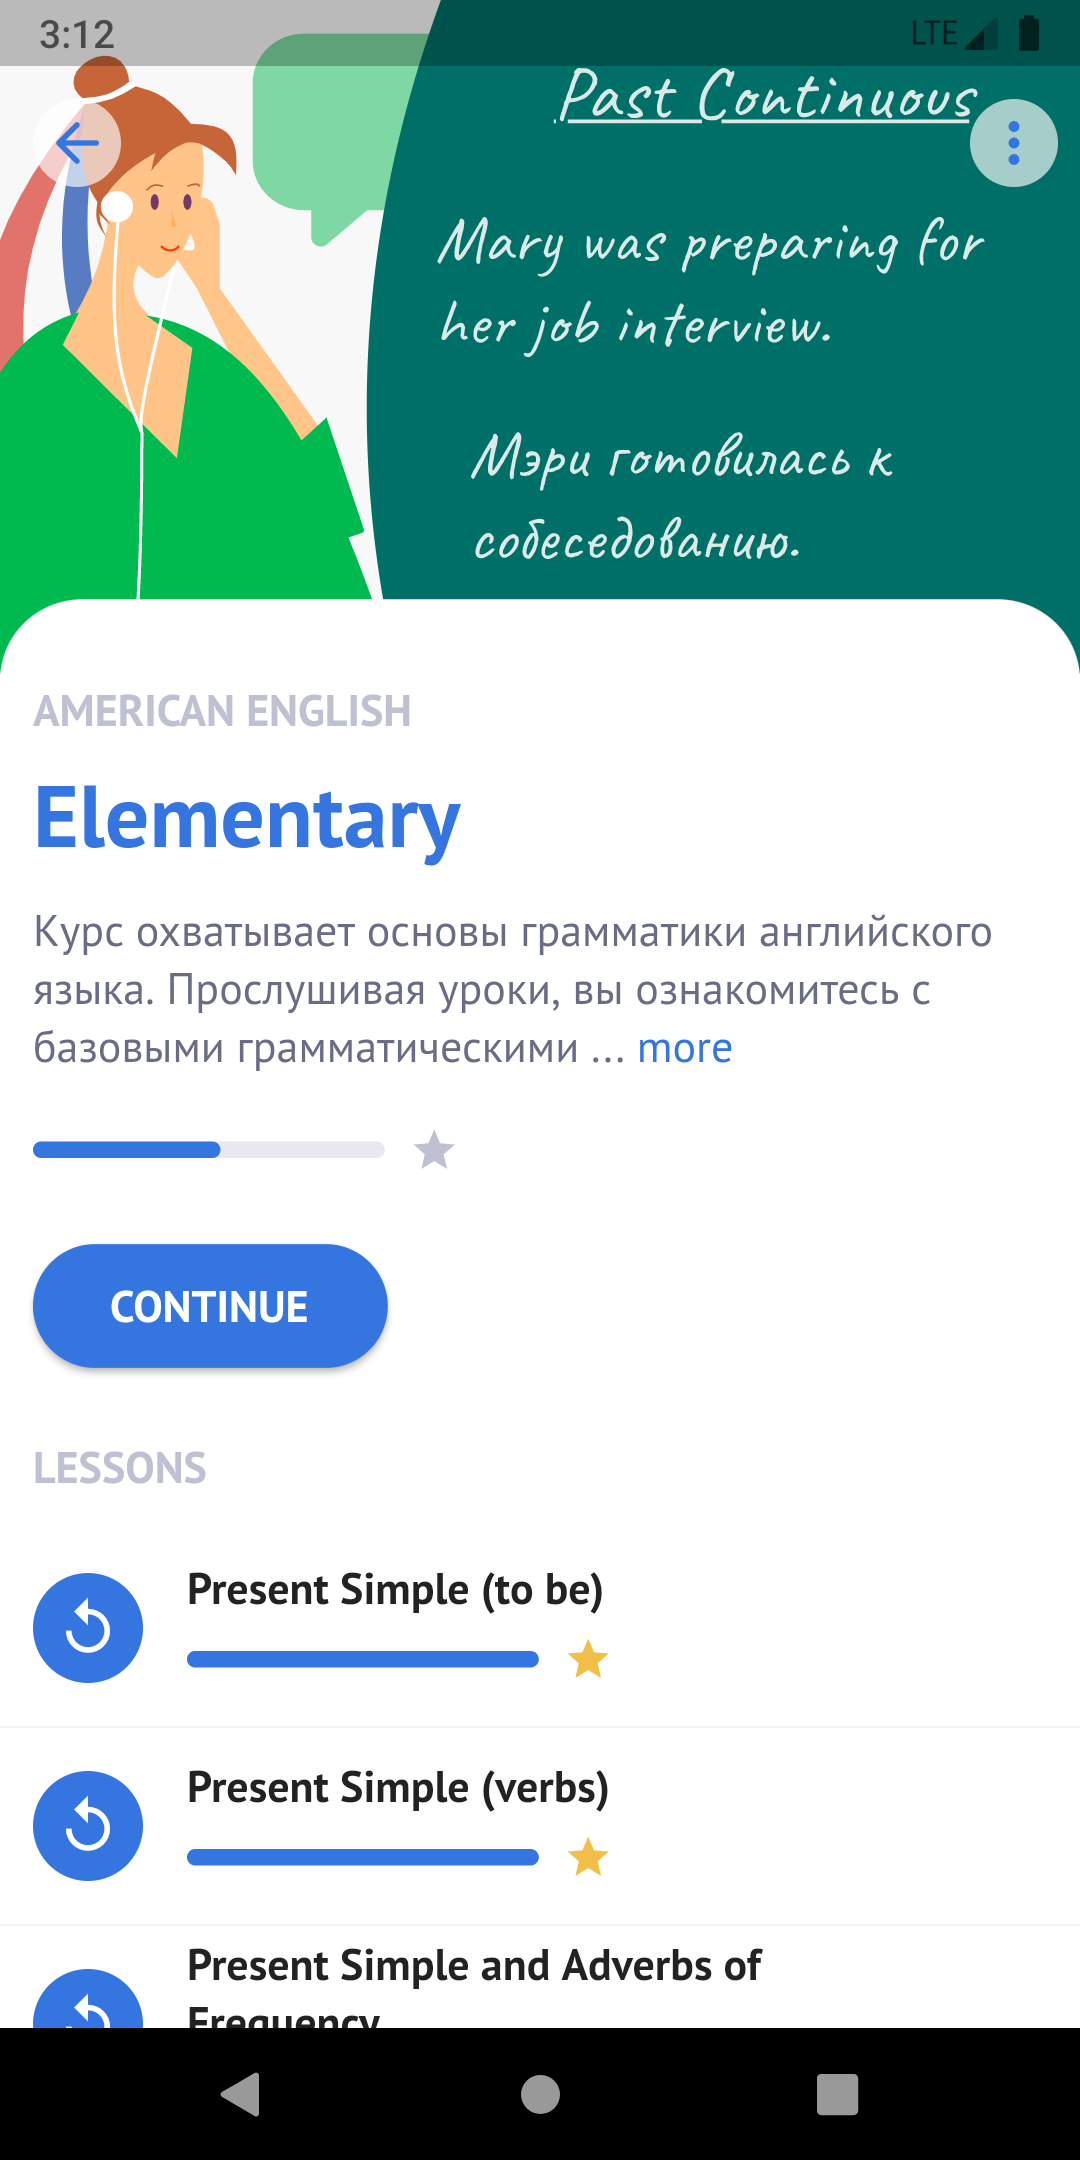 3:12
LTE
Past Continuous
Mary was preparing for
her job interview.
Мэри готовилась к
собеседованию.
AMERICAN ENGLISH
Elementary
Курс охватывает основы грамматики английского
языка. Прослушивая уроки, вы ознакомитесь с
базовыми грамматическими ... more
CONTINUE
LESSONS
Present Simple (to be)
Present Simple (verbs)
Present Simple and Adverbs of
Frequency